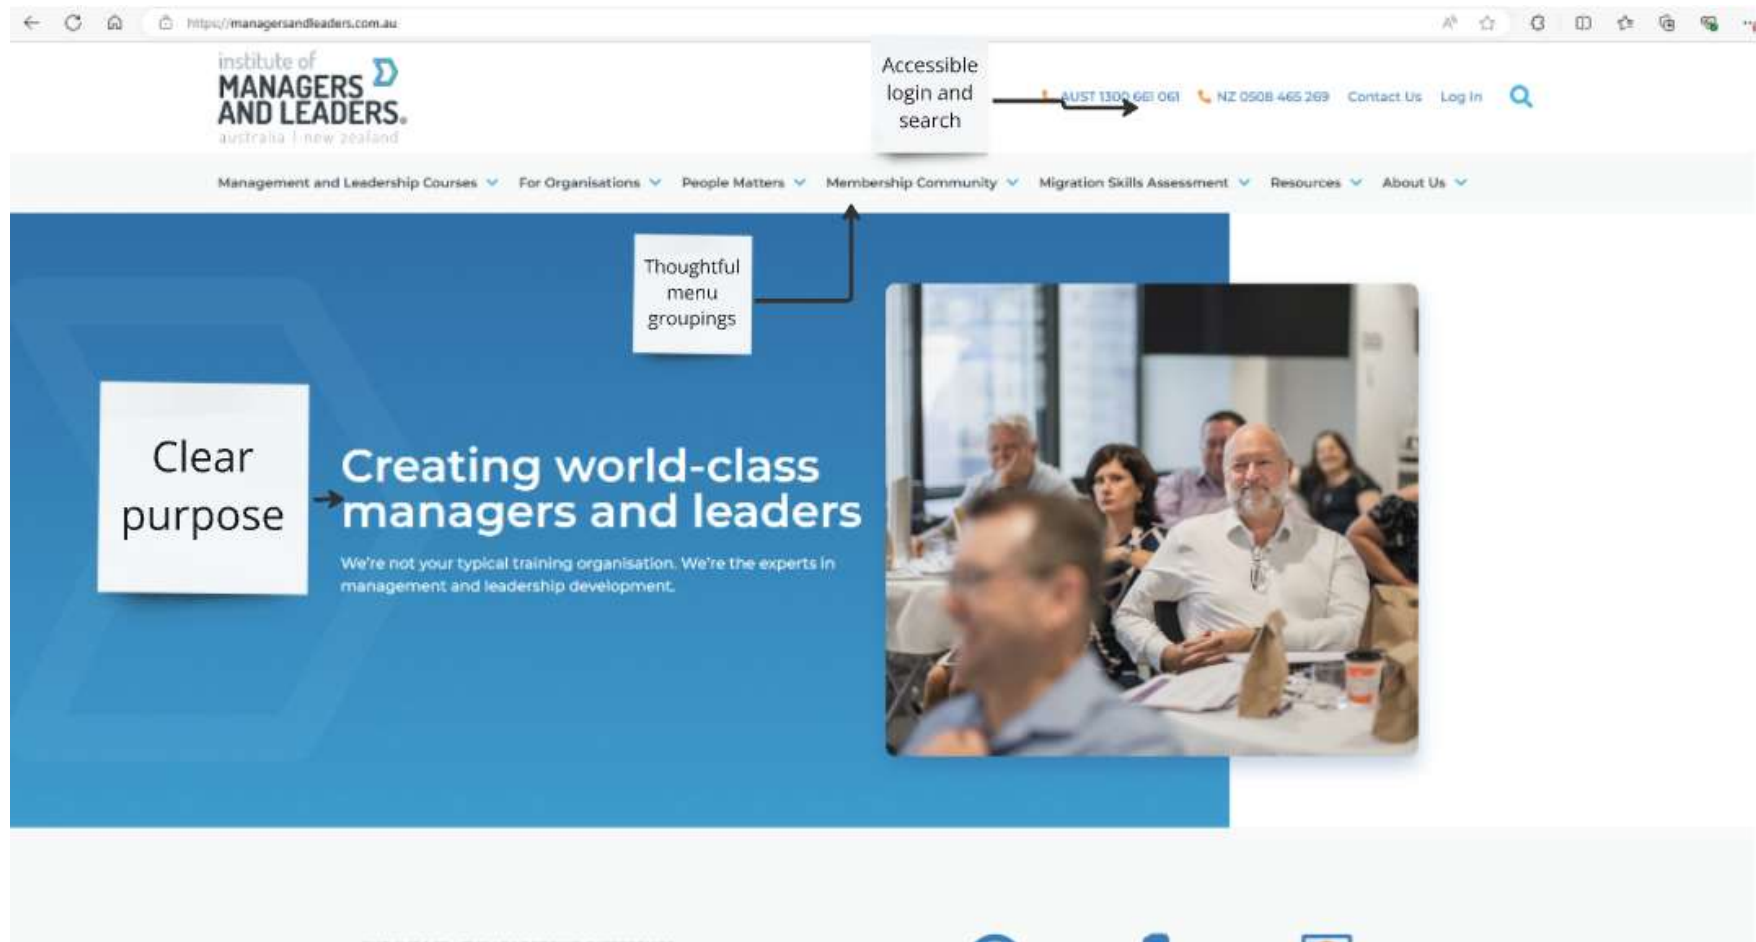 https://managersandleaders.com.au
institute of
MANAGERS
AND LEADERS.
australia | new zealand
Accessible
login and
search
AUST 1300 661 061 NZ 0508 465 269 Contact Us Log In
Management and Leadership Courses For Organisations People Matters Membership Community Migration Skills Assessment Resources About Us
Thoughtful
menu
groupings
Clear
purpose
Creating world-class
managers and leaders
We're not your typical training organisation. We're the experts in
management and leadership development.